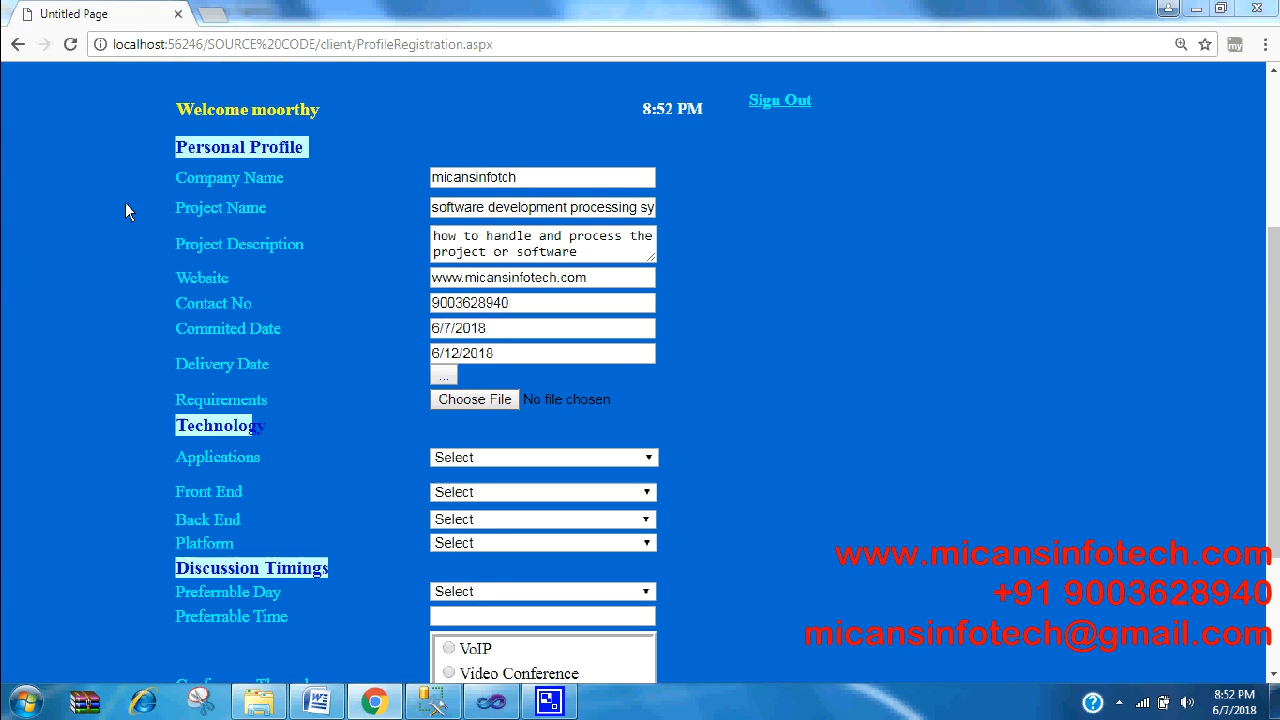 Untitled Page
localhost:56246/SOURCE%20CODE/client/ProfileRegistration.aspx
my
Welcome moorthy 8:52 PM Sign Out
Personal Profile
Company Name micansinfotch
Project Name software development processing sy
Project Description how to handle and process the
project or software
Website www.micansinfotech.com
Contact No 9003628940
Commited Date 6/7/2018
Delivery Date 6/12/2018
...
Requirements Choose File No file chosen
Technology
Applications Select
Front End Select
Back End Select
Platform Select
Discussion Timings
Preferrable Day Select
Preferrable Time
VoIP
Video Conference
www.micansinfotech.com
+91 9003628940
micansinfotech@gmail.com
8:52 PM
6/7/2018